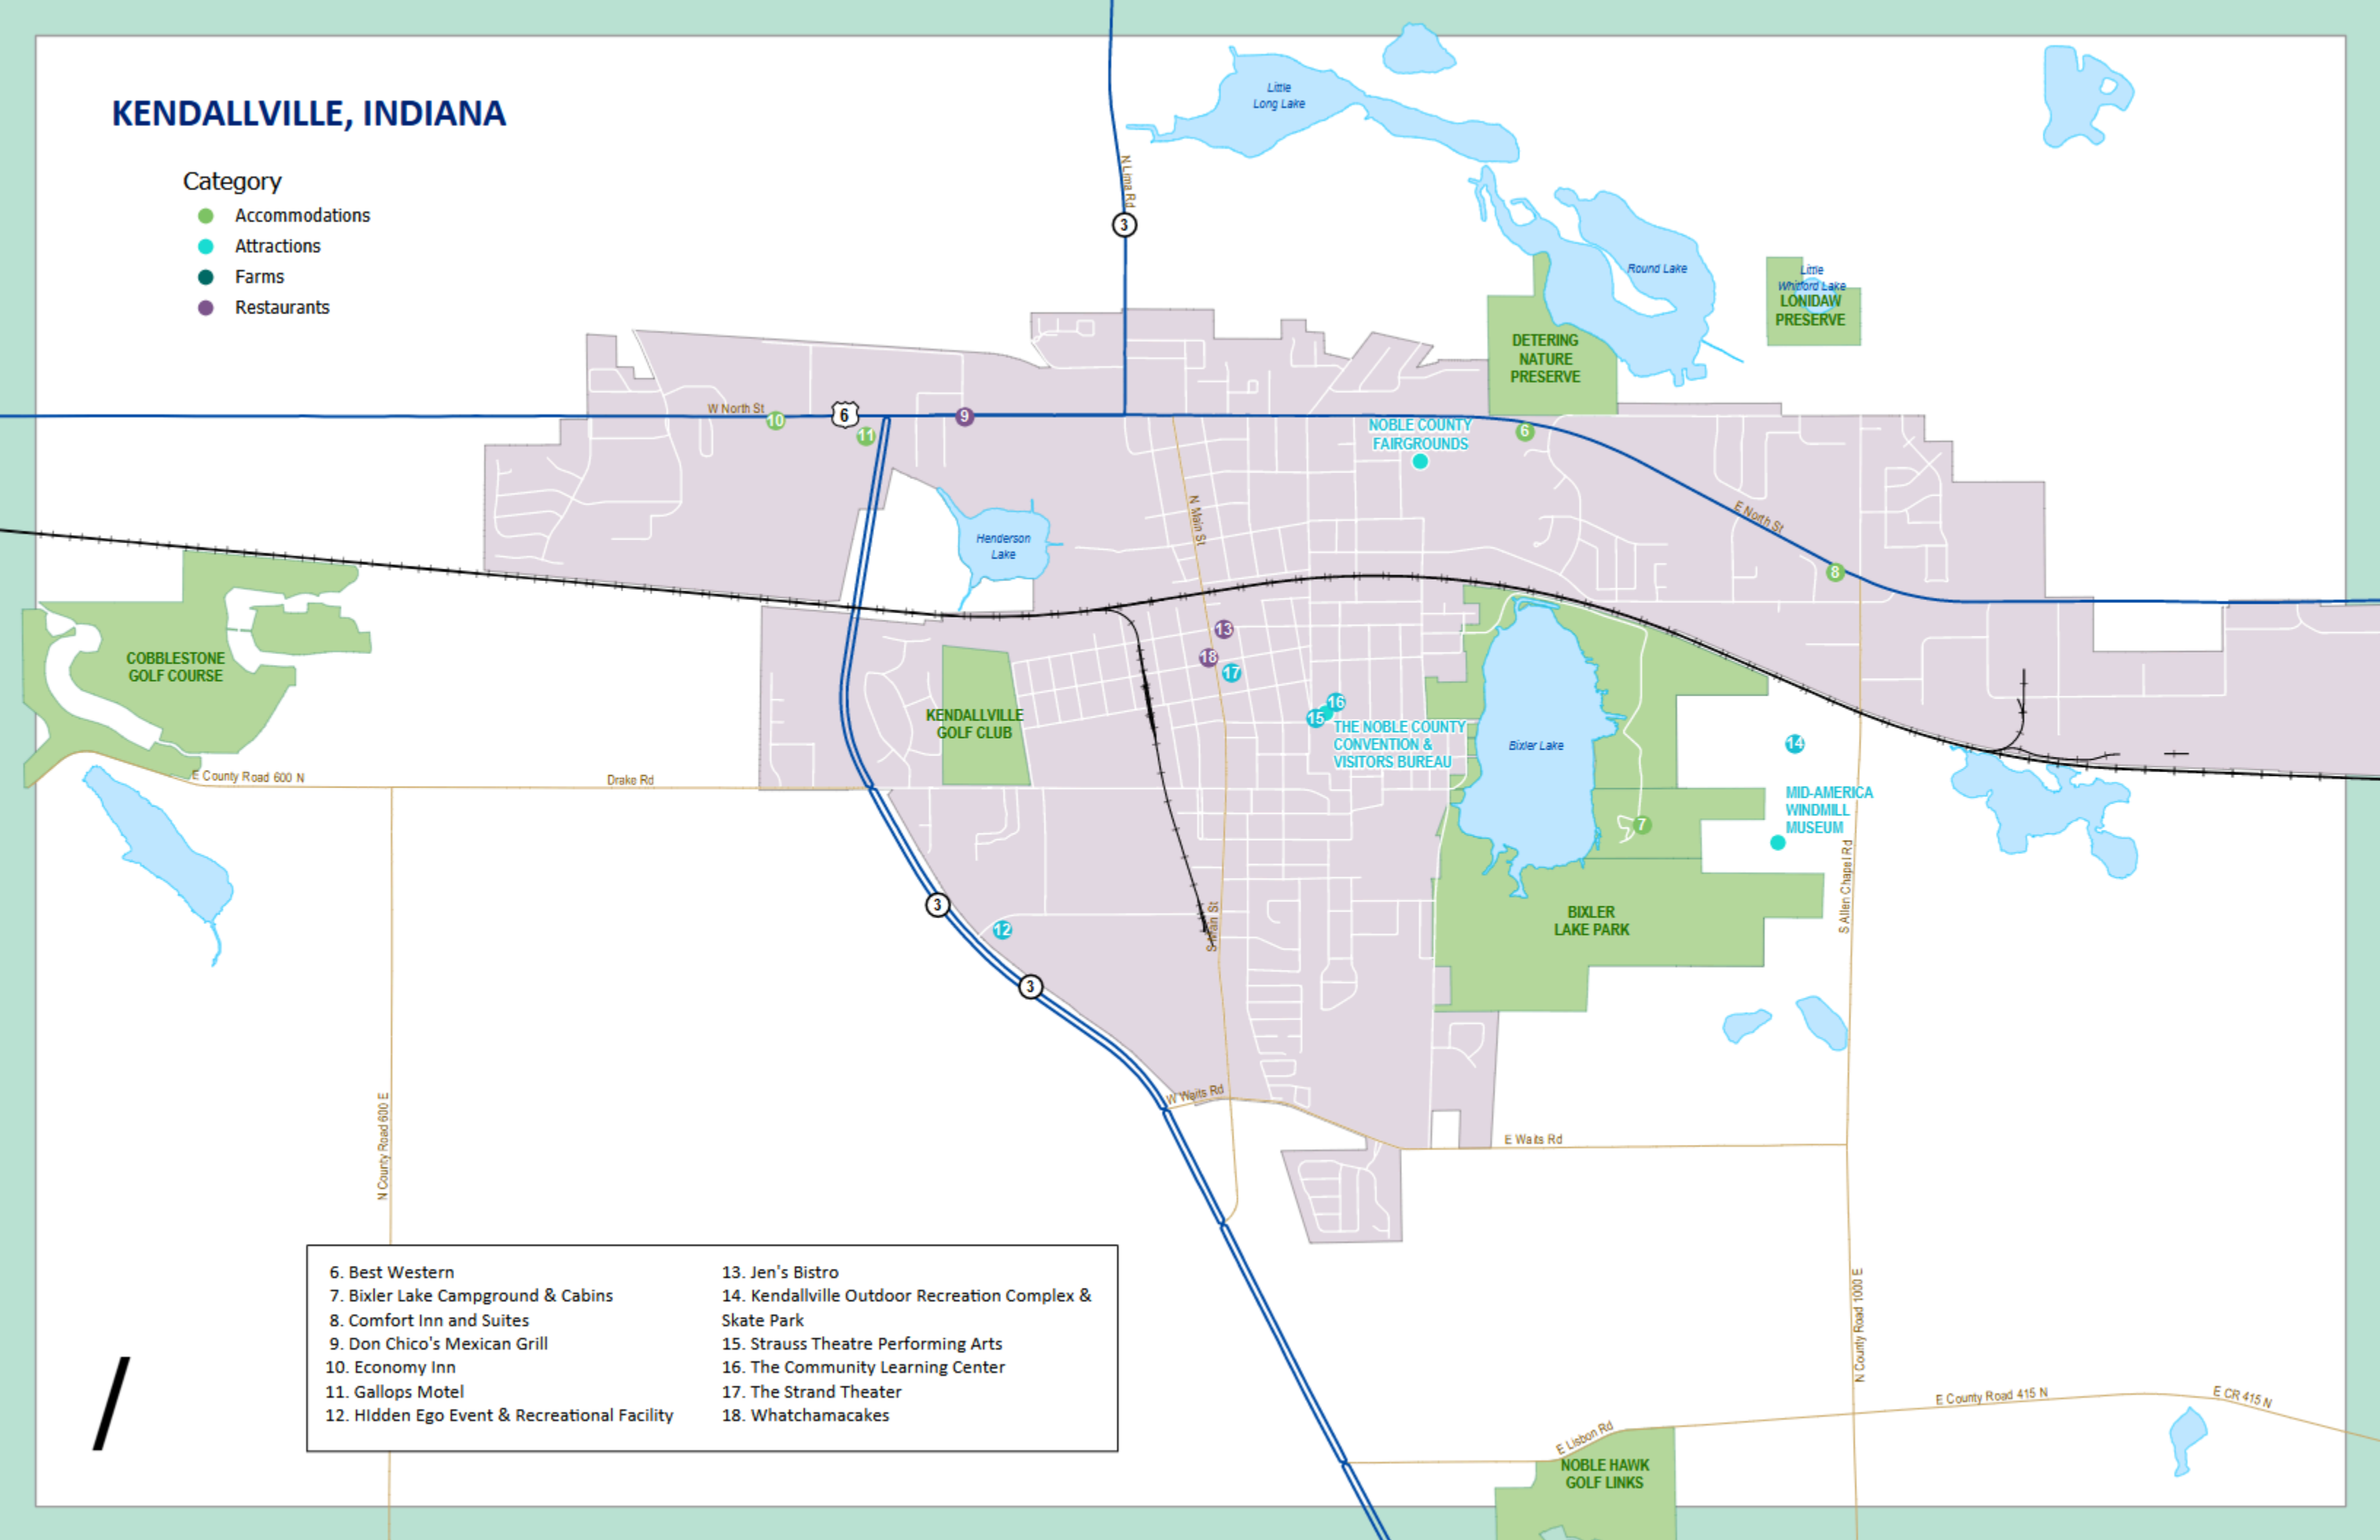 KENDALLVILLE, INDIANA
Category
Accommodations
Attractions
Farms
Restaurants
Little
Long Lake
N Lima Rd
3
Round Lake
Little
Whitford Lake
LONIDAW
PRESERVE
DETERING
NATURE
PRESERVE
W North St
10
6
11
9
NOBLE COUNTY
FAIRGROUNDS
6
N Main St
E North St
Henderson
Lake
8
COBBLESTONE
GOLF COURSE
13
18
17
KENDALLVILLE
GOLF CLUB
16
15
THE NOBLE COUNTY
CONVENTION &
VISITORS BUREAU
Bixler Lake
14
E County Road 600 N
Drake Rd
MID-AMERICA
WINDMILL
MUSEUM
7
S Allen Chapel Rd
3
12
S Main St
BIXLER
LAKE PARK
3
W Waits Rd
E Waits Rd
N County Road 600 E
N County Road 1000 E
6. Best Western
7. Bixler Lake Campground & Cabins
8. Comfort Inn and Suites
9. Don Chico's Mexican Grill
10. Economy Inn
11. Gallops Motel
12. HIdden Ego Event & Recreational Facility
13. Jen's Bistro
14. Kendallville Outdoor Recreation Complex &
Skate Park
15. Strauss Theatre Performing Arts
16. The Community Learning Center
17. The Strand Theater
18. Whatchamacakes
E County Road 415 N
E CR 415 N
E Lisbon Rd
NOBLE HAWK
GOLF LINKS